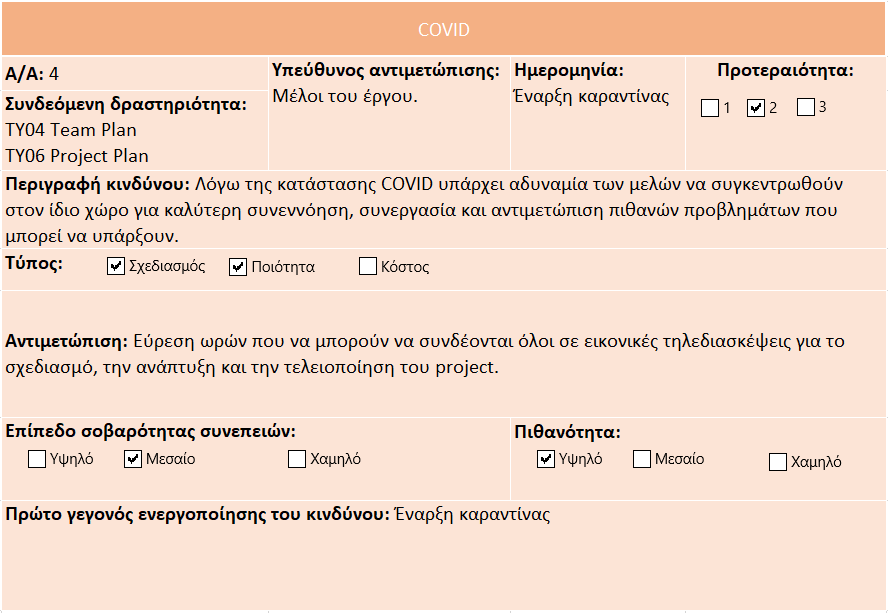 COVID
Α/Α: 4
Υπεύθυνος αντιμετώπισης:
Μέλοι του έργου.
Ημερομηνία:
Έναρξη καραντίνας
Προτεραιότητα:
1 2 3
Συνδεόμενη δραστηριότητα:
TY04 Team Plan
TY06 Project Plan
Περιγραφή κινδύνου: Λόγω της κατάστασης COVID υπάρχει αδυναμία των μελών να συγκεντρωθούν
στον ίδιο χώρο για καλύτερη συνεννόηση, συνεργασία και αντιμετώπιση πιθανών προβλημάτων που
μπορεί να υπάρξουν.
Τύπος: Σχεδιασμός Ποιότητα Κόστος
Αντιμετώπιση: Εύρεση ωρών που να μπορούν να συνδέονται όλοι σε εικονικές τηλεδιασκέψεις για το
σχεδιασμό, την ανάπτυξη και την τελειοποίηση του project.
Επίπεδο σοβαρότητας συνεπειών:
Υψηλό Μεσαίο Χαμηλό
Πιθανότητα:
Υψηλό Μεσαίο Χαμηλό
Πρώτο γεγονός ενεργοποίησης του κινδύνου: Έναρξη καραντίνας